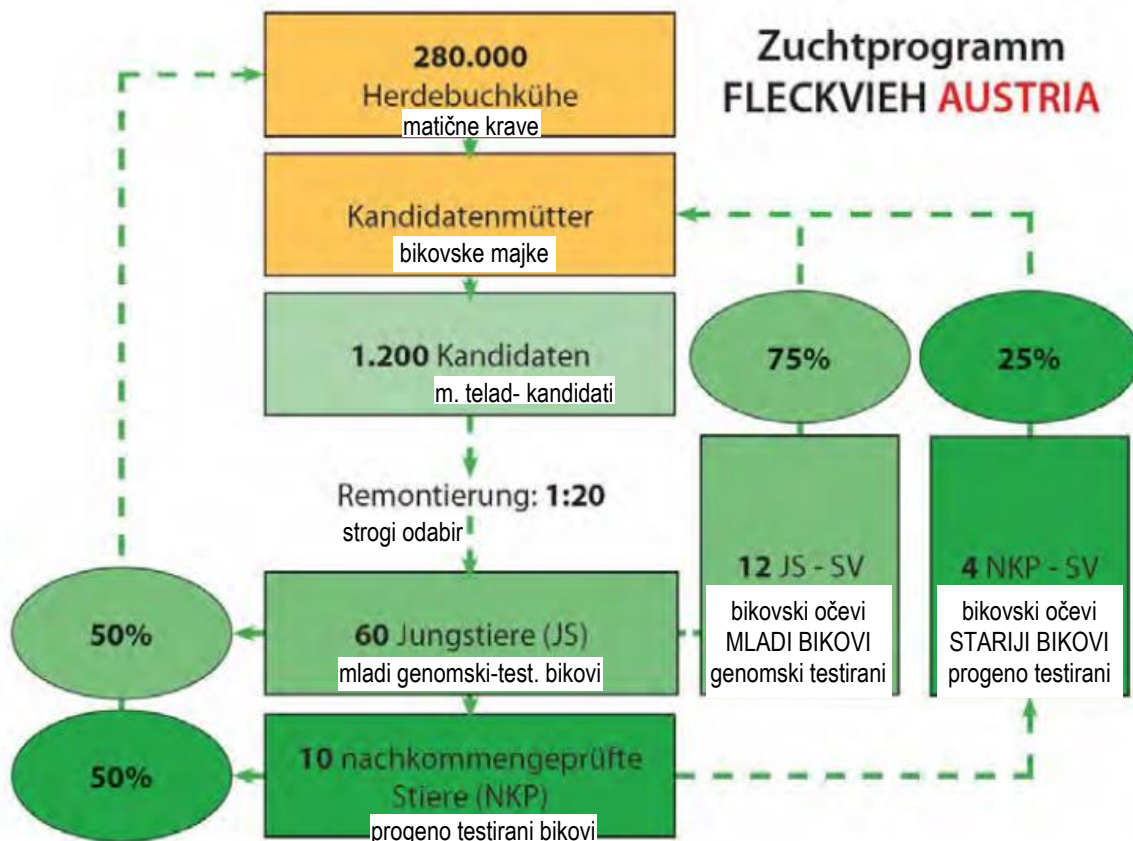 Zuchtprogramm
FLECKVIEH AUSTRIA
280.000
Herdebuchkühe
matične krave
Kandidatenmütter
bikovske majke
1.200 Kandidaten
m. telad- kandidati
75%
25%
Remontierung: 1:20
strogi odabir
12 JS - SV
bikovski očevi
MLADI BIKOVI
genomski testirani
4 NKP - SV
bikovski očevi
STARIJI BIKOVI
progeno testirani
50%
60 Jungstiere (JS)
mladi genomski-test. bikovi
50%
10 nachkommengeprüfte
Stiere (NKP)
progeno testirani bikovi